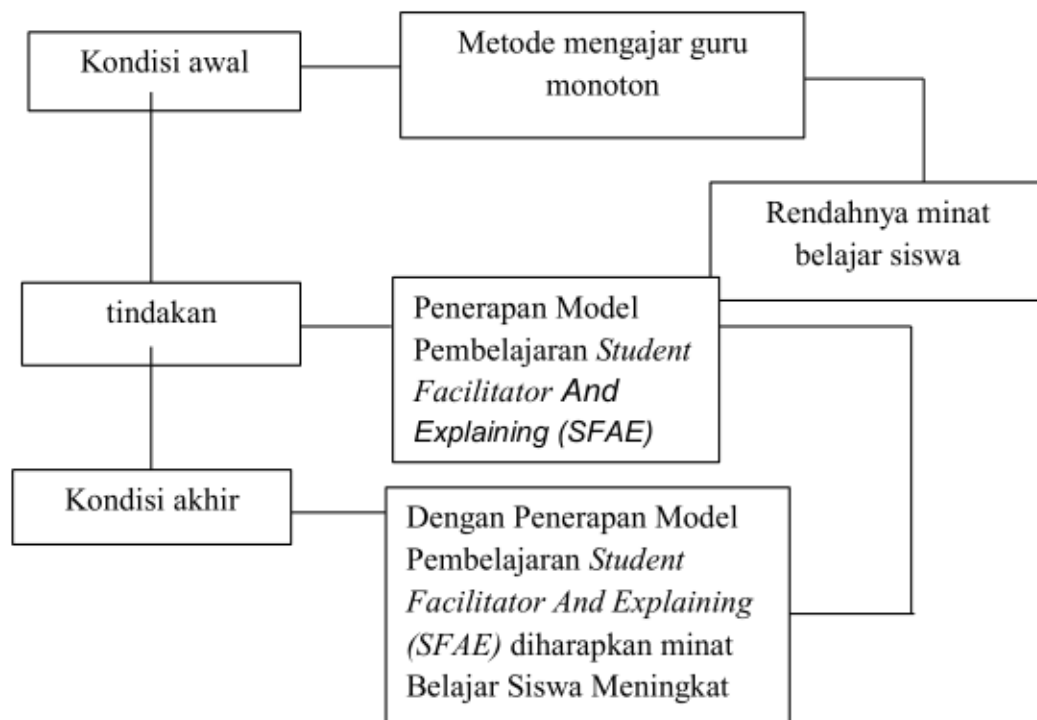 Kondisi awal
Metode mengajar guru
monoton
Rendahnya minat
belajar siswa
tindakan
Penerapan Model
Pembelajaran Student
Facilitator And
Explaining (SFAE)
Kondisi akhir
Dengan Penerapan Model
Pembelajaran Student
Facilitator And Explaining
(SFAE) diharapkan minat
Belajar Siswa Meningkat